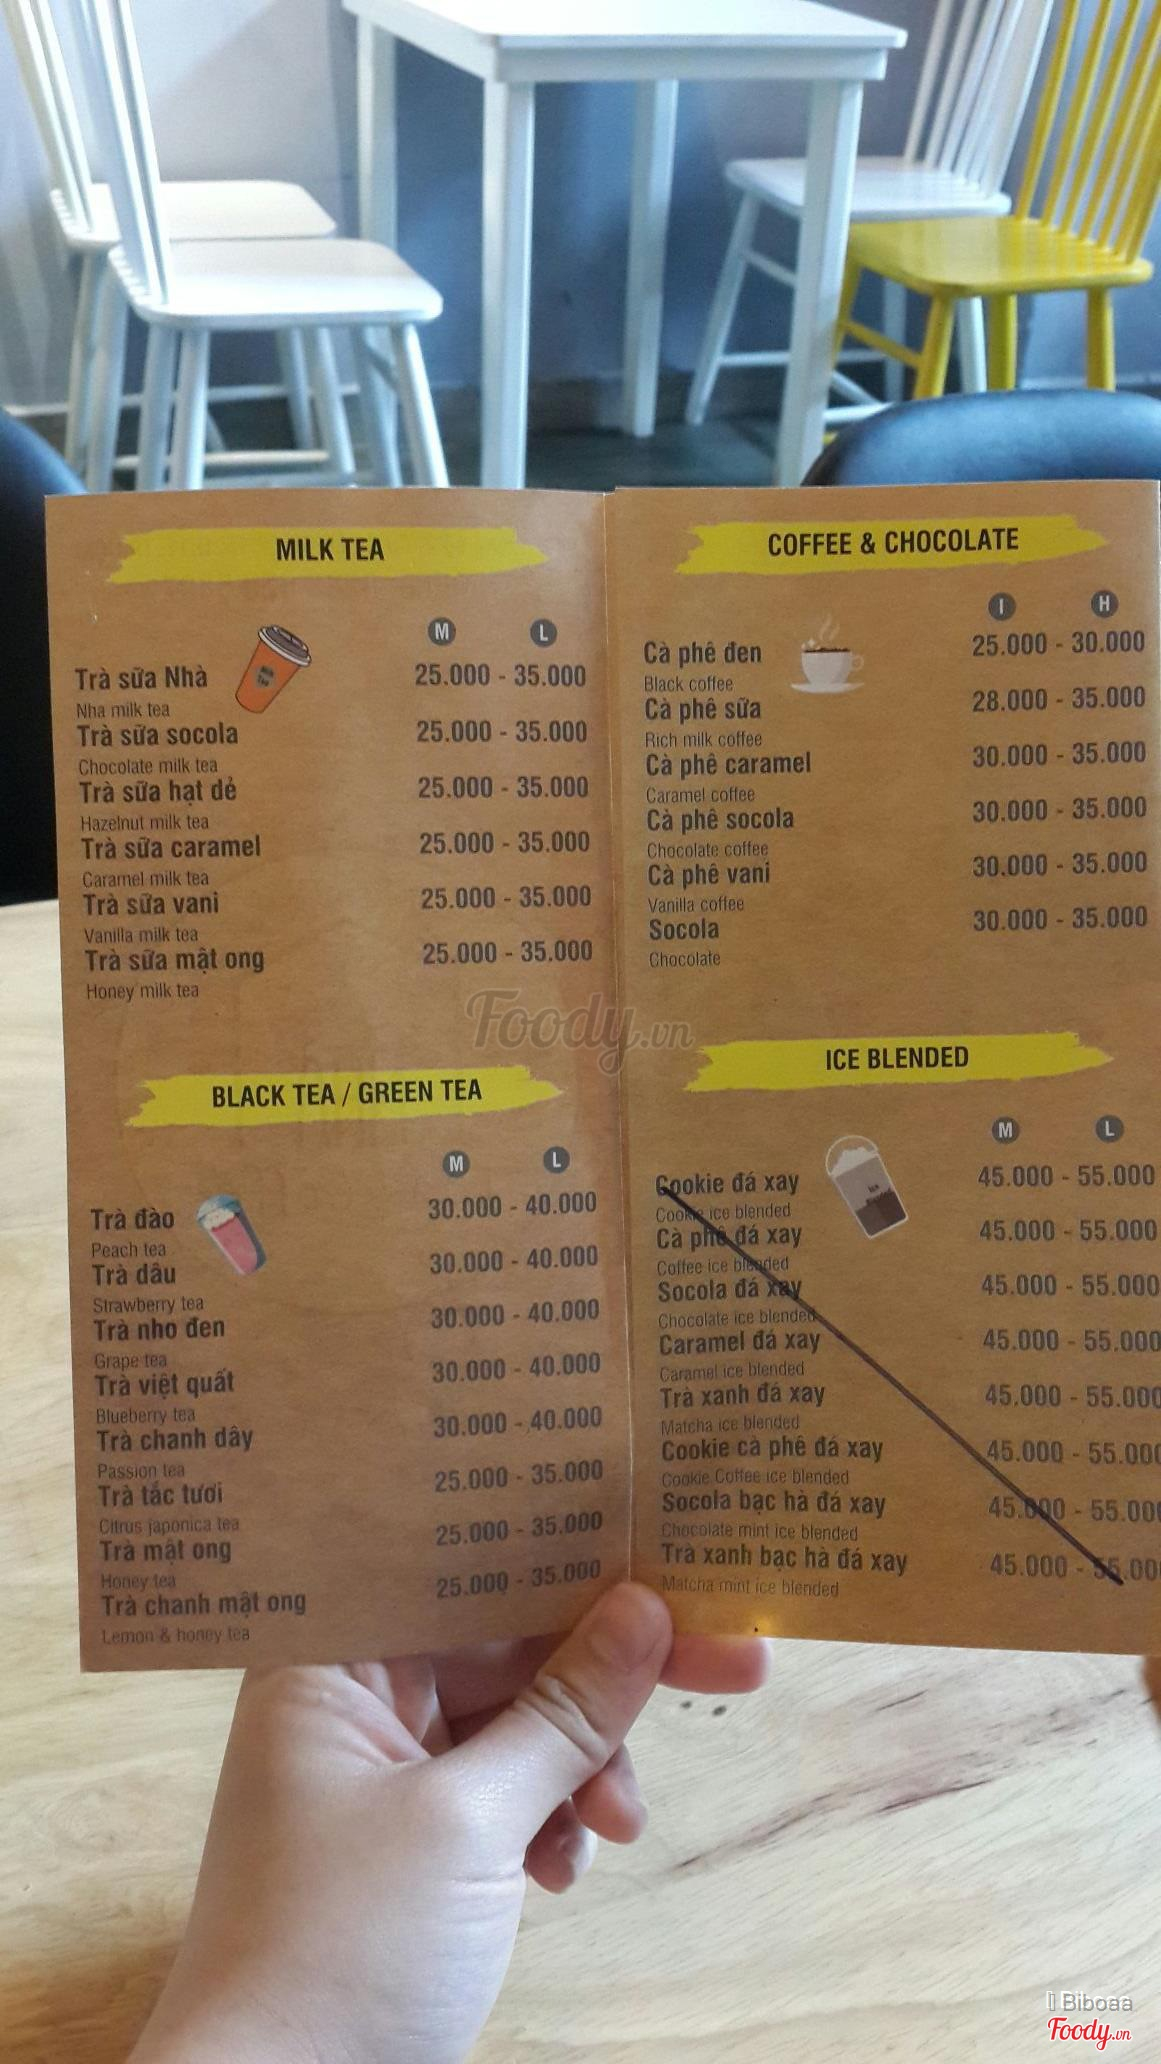 MILK TEA
M L
Trà sữa Nhà 25.000 - 35.000
Nha milk tea
Trà sữa socola 25.000 - 35.000
Chocolate milk tea
Trà sữa hạt dẻ 25.000 - 35.000
Hazelnut milk tea
Trà sữa caramel 25.000 - 35.000
Caramel milk tea
Trà sữa vani 25.000 - 35.000
Vanilla milk tea
Trà sữa mật ong 25.000 - 35.000
Honey milk tea
BLACK TEA / GREEN TEA
M L
Trà đào 30.000 - 40.000
Peach tea
Trà dâu 30.000 - 40.000
Strawberry tea
Trà nho đen 30.000 - 40.000
Grape tea
Trà việt quất 30.000 - 40.000
Blueberry tea
Trà chanh dây 30.000 - 40.000
Passion tea
Trà tắc tươi 25.000 - 35.000
Citrus japonica tea
Trà mật ong 25.000 - 35.000
Honey tea
Trà chanh mật ong 25.000 - 35.000
Lemon & honey tea
COFFEE & CHOCOLATE
I H
Cà phê đen 25.000 - 30.000
Black coffee
Cà phê sữa 28.000 - 35.000
Rich milk coffee
Cà phê caramel 30.000 - 35.000
Caramel coffee
Cà phê socola 30.000 - 35.000
Chocolate coffee
Cà phê vani 30.000 - 35.000
Vanilla coffee
Socola 30.000 - 35.000
Chocolate
ICE BLENDED
M L
Cookie đá xay 45.000 - 55.000
Cookie ice blended
Cà phê đá xay 45.000 - 55.000
Coffee ice blended
Socola đá xay 45.000 - 55.000
Chocolate ice blended
Caramel đá xay 45.000 - 55.000
Caramel ice blended
Trà xanh đá xay 45.000 - 55.000
Matcha ice blended
Cookie cà phê đá xay 45.000 - 55.000
Cookie Coffee ice blended
Socola bạc hà đá xay 45.000 - 55.00
Chocolate mint ice blended
Trà xanh bạc hà đá xay 45.000 - 55.00
Matcha mint ice blended
Foody.vn
Biboaa
Foody.vn